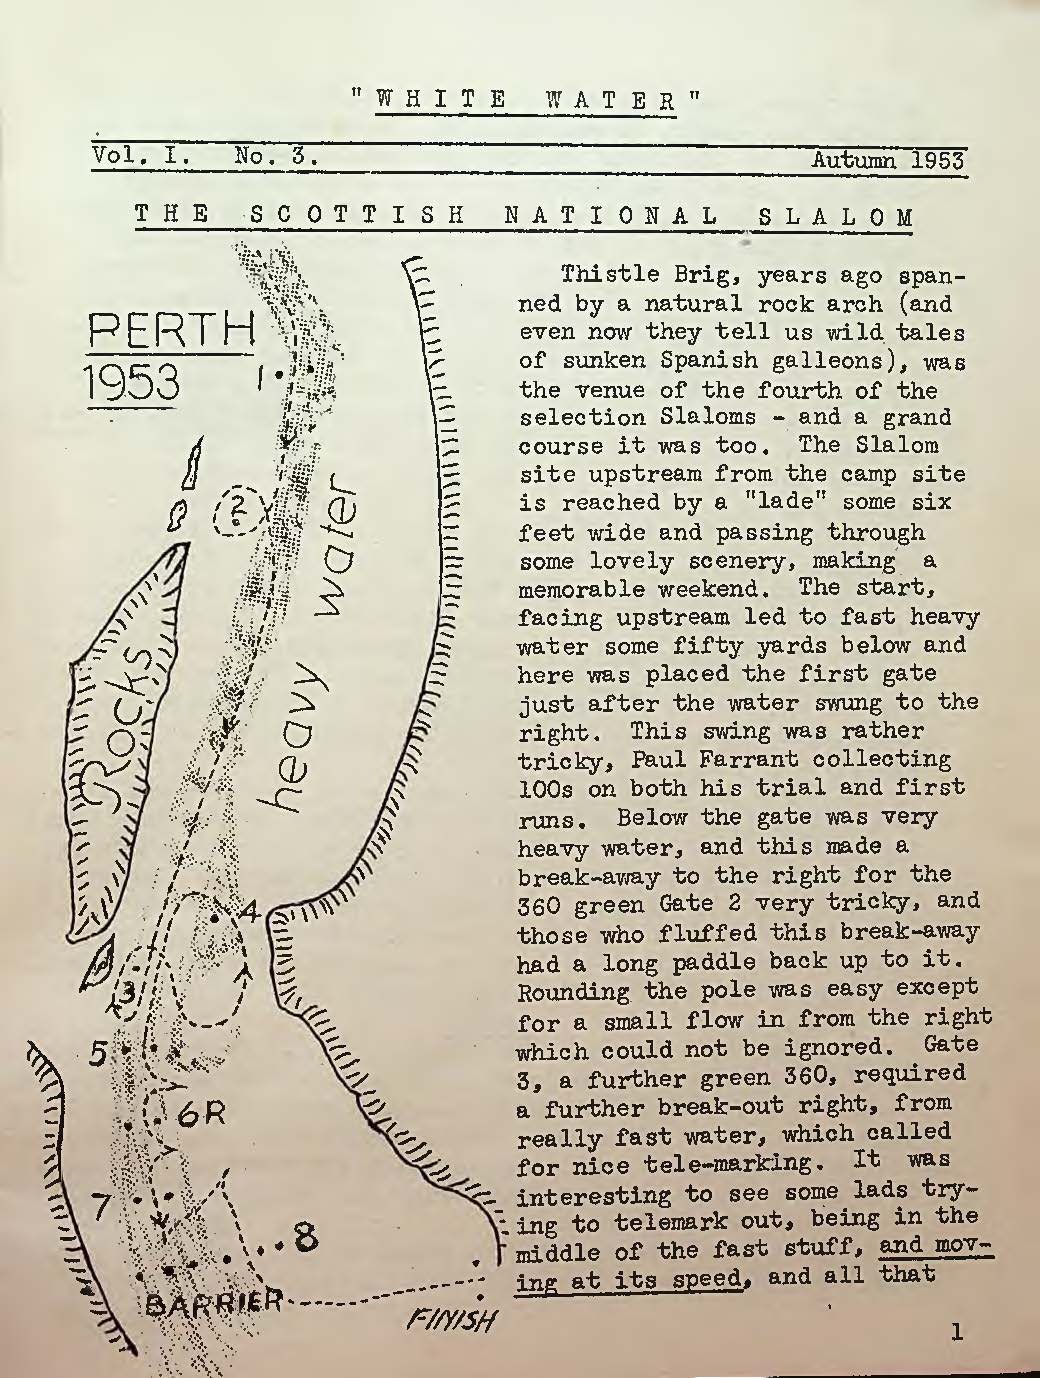 "WHITE WATER"
Vol. I. No. 3. Autumn 1953
THE SCOTTISH NATIONAL SLALOM
PERTH
1953
1
2
heavy water
Rocks
4
3
5
6R
7
8
BARRIER
FINISH
Thistle Brig, years ago span-
ned by a natural rock arch (and
even now they tell us wild tales
of sunken Spanish galleons), was
the venue of the fourth of the
selection Slaloms - and a grand
course it was too. The Slalom
site upstream from the camp site
is reached by a "lade" some six
feet wide and passing through
some lovely scenery, making a
memorable weekend. The start,
facing upstream led to fast heavy
water some fifty yards below and
here was placed the first gate
just after the water swung to the
right. This swing was rather
tricky, Paul Farrant collecting
100s on both his trial and first
runs. Below the gate was very
heavy water, and this made a
break-away to the right for the
360 green Gate 2 very tricky, and
those who fluffed this break-away
had a long paddle back up to it.
Rounding the pole was easy except
for a small flow in from the right
which could not be ignored. Gate
3, a further green 360, required
a further break-out right, from
really fast water, which called
for nice tele-marking. It was
interesting to see some lads try-
ing to telemark out, being in the
middle of the fast stuff, and mov-
ing at its speed, and all that
1